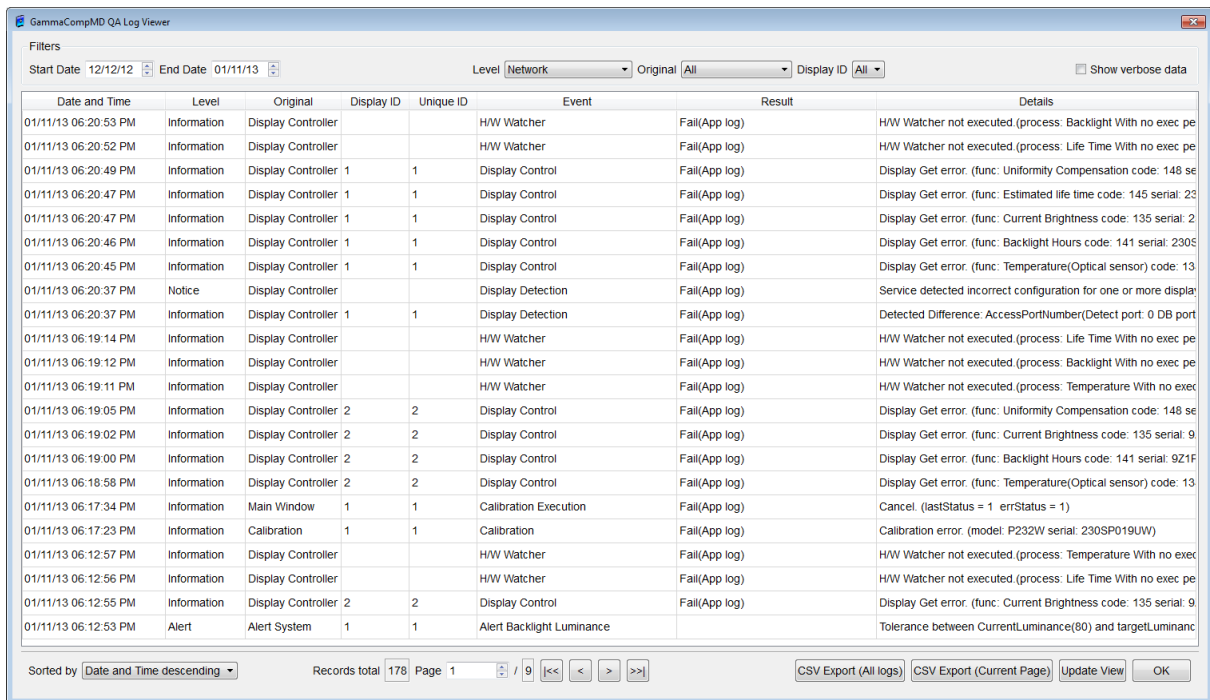 GammaCompMD QA Log Viewer
Filters
Start Date 12/12/12 End Date 01/11/13 Level Network Original All Display ID All Show verbose data
Date and Time Level Original Display ID Unique ID Event Result Details
01/11/13 06:20:53 PM Information Display Controller H/W Watcher Fail(App log) H/W Watcher not executed.(process: Backlight With no exec pe
01/11/13 06:20:52 PM Information Display Controller H/W Watcher Fail(App log) H/W Watcher not executed.(process: Life Time With no exec pe
01/11/13 06:20:49 PM Information Display Controller 1 1 Display Control Fail(App log) Display Get error. (func: Uniformity Compensation code: 148 se
01/11/13 06:20:47 PM Information Display Controller 1 1 Display Control Fail(App log) Display Get error. (func: Estimated life time code: 145 serial: 23
01/11/13 06:20:47 PM Information Display Controller 1 1 Display Control Fail(App log) Display Get error. (func: Current Brightness code: 135 serial: 2
01/11/13 06:20:46 PM Information Display Controller 1 1 Display Control Fail(App log) Display Get error. (func: Backlight Hours code: 141 serial: 230S
01/11/13 06:20:45 PM Information Display Controller 1 1 Display Control Fail(App log) Display Get error. (func: Temperature(Optical sensor) code: 13
01/11/13 06:20:37 PM Notice Display Controller Display Detection Fail(App log) Service detected incorrect configuration for one or more display
01/11/13 06:20:37 PM Information Display Controller 1 1 Display Detection Fail(App log) Detected Difference: AccessPortNumber(Detect port: 0 DB port
01/11/13 06:19:14 PM Information Display Controller H/W Watcher Fail(App log) H/W Watcher not executed.(process: Life Time With no exec pe
01/11/13 06:19:12 PM Information Display Controller H/W Watcher Fail(App log) H/W Watcher not executed.(process: Backlight With no exec pe
01/11/13 06:19:11 PM Information Display Controller H/W Watcher Fail(App log) H/W Watcher not executed.(process: Temperature With no exec
01/11/13 06:19:05 PM Information Display Controller 2 2 Display Control Fail(App log) Display Get error. (func: Uniformity Compensation code: 148 se
01/11/13 06:19:02 PM Information Display Controller 2 2 Display Control Fail(App log) Display Get error. (func: Current Brightness code: 135 serial: 9
01/11/13 06:19:00 PM Information Display Controller 2 2 Display Control Fail(App log) Display Get error. (func: Backlight Hours code: 141 serial: 9Z1F
01/11/13 06:18:58 PM Information Display Controller 2 2 Display Control Fail(App log) Display Get error. (func: Temperature(Optical sensor) code: 13
01/11/13 06:17:34 PM Information Main Window 1 1 Calibration Execution Fail(App log) Cancel. (lastStatus = 1 errStatus = 1)
01/11/13 06:17:23 PM Information Calibration 1 1 Calibration Fail(App log) Calibration error. (model: P232W serial: 230SP019UW)
01/11/13 06:12:57 PM Information Display Controller H/W Watcher Fail(App log) H/W Watcher not executed.(process: Temperature With no exec
01/11/13 06:12:56 PM Information Display Controller H/W Watcher Fail(App log) H/W Watcher not executed.(process: Life Time With no exec pe
01/11/13 06:12:55 PM Information Display Controller 2 2 Display Control Fail(App log) Display Get error. (func: Current Brightness code: 135 serial: 9
01/11/13 06:12:53 PM Alert Alert System 1 1 Alert Backlight Luminance Tolerance between CurrentLuminance(80) and targetLuminanc
Sorted by Date and Time descending Records total 178 Page 1 / 9 |<< < > >>| CSV Export (All logs) CSV Export (Current Page) Update View OK